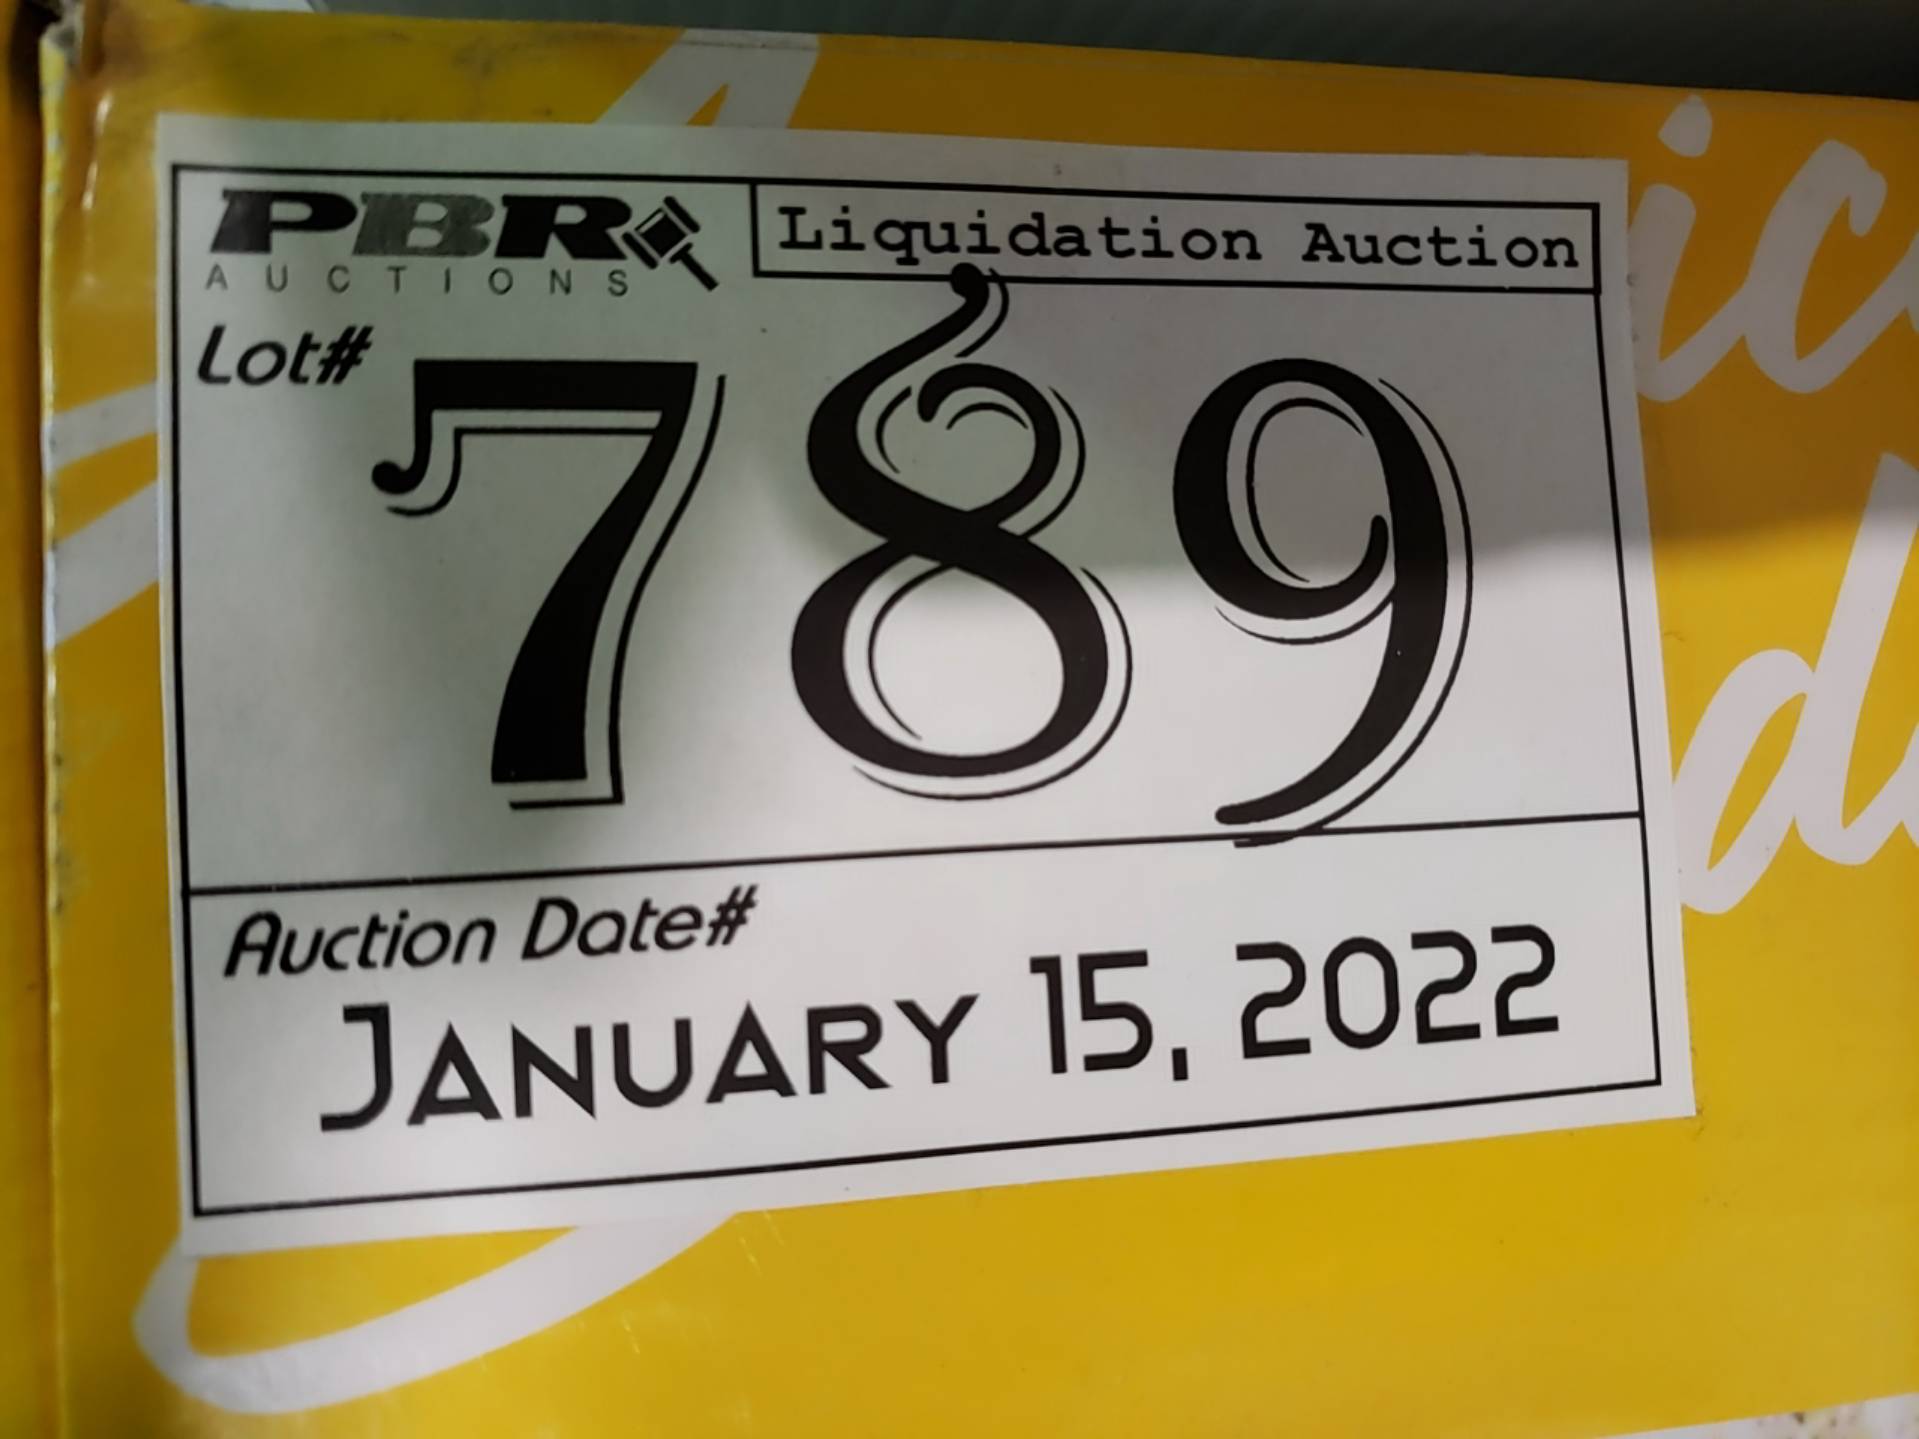 PBR
AUCTIONS
Liquidation Auction
Lot#
789
Auction Date#
JANUARY 15, 2022